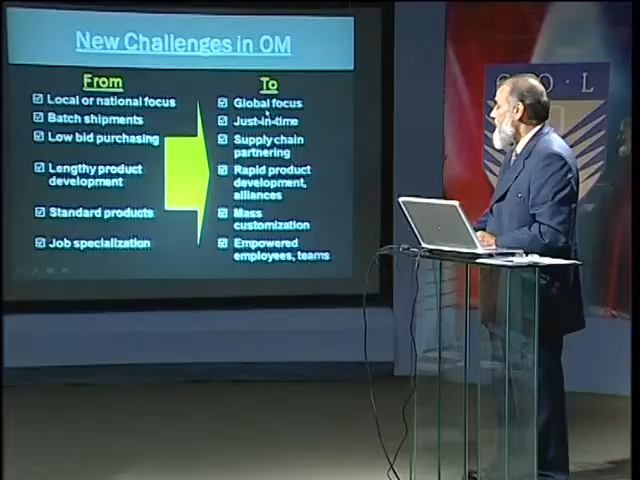 New Challenges in OM
From
Local or national focus
Batch shipments
Low bid purchasing
Lengthy product
development
Standard products
Job specialization
To
Global focus
Just-in-time
Supply chain
partnering
Rapid product
development,
alliances
Mass
customization
Empowered
employees, teams